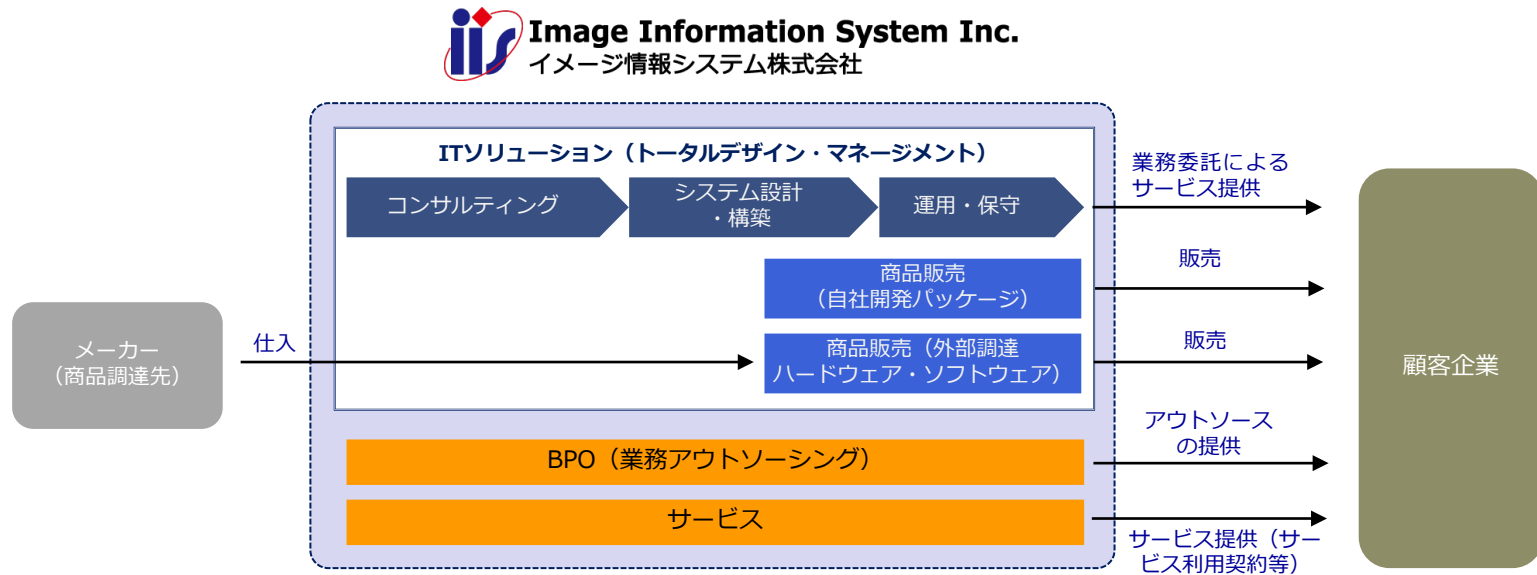 iis
Image Information System Inc.
イメージ情報システム株式会社
ITソリューション（トータルデザイン・マネージメント）
コンサルティング
システム設計
・構築
運用・保守
業務委託による
サービス提供
商品販売
（自社開発パッケージ）
販売
メーカー
（商品調達先）
仕入
商品販売（外部調達
ハードウェア・ソフトウェア）
販売
顧客企業
BPO（業務アウトソーシング）
アウトソース
の提供
サービス
サービス提供（サー
ビス利用契約等）